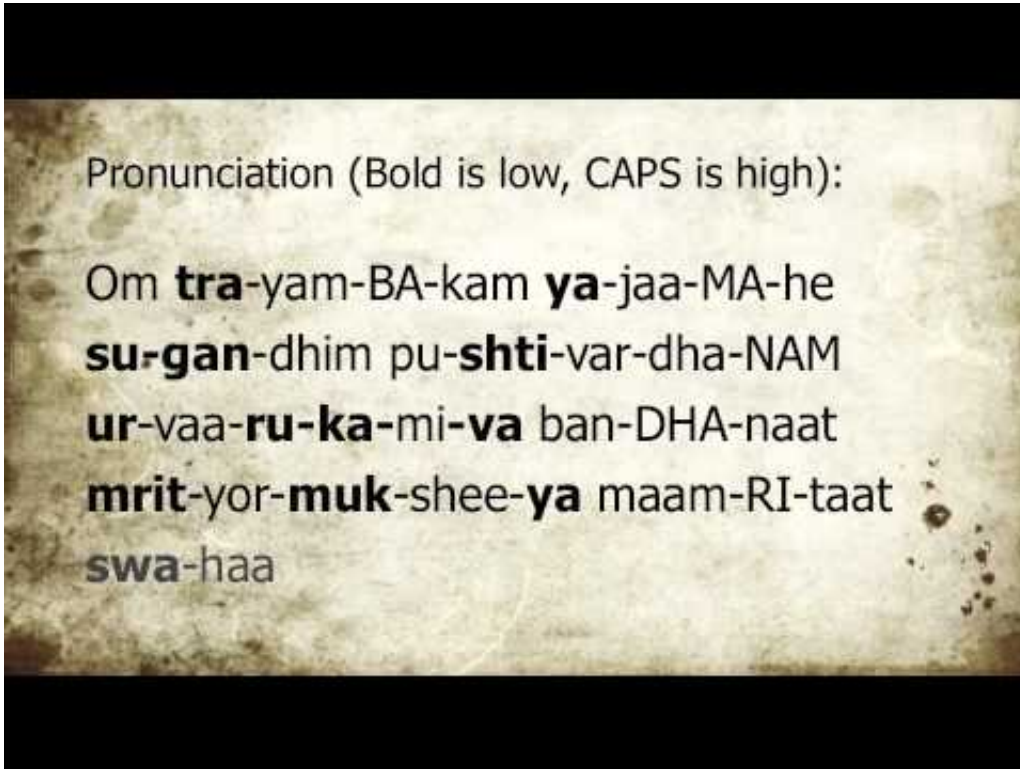 Pronunciation (Bold is low, CAPS is high):
Om tra-yam-BA-kam ya-jaa-MA-he
su-gan-dhim pu-shti-var-dha-NAM
ur-vaa-ru-ka-mi-va ban-DHA-naat
mrit-yor-muk-shee-ya maam-RI-taat
swa-haa